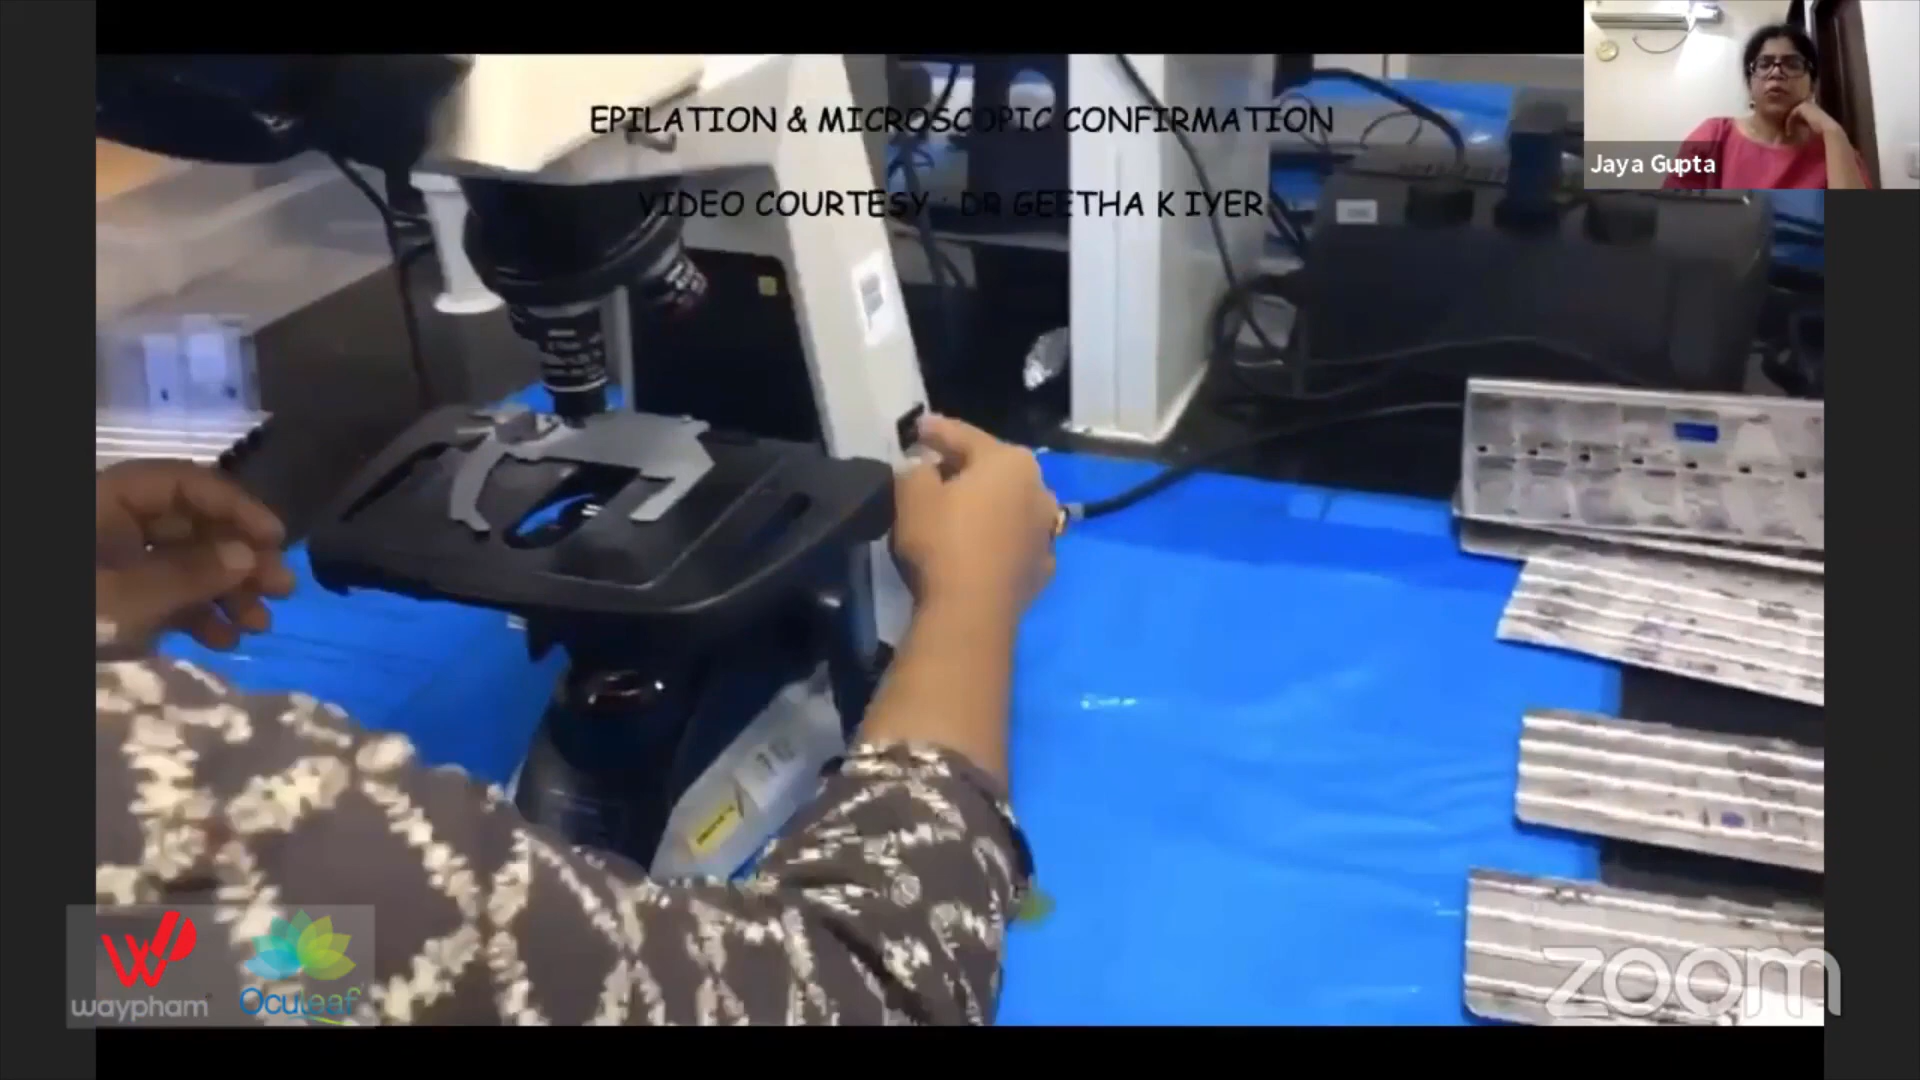 EPILATION & MICROSCOPIC CONFIRMATION
VIDEO COURTESY : DR GEETHA K IYER
Jaya Gupta
waypham
Oculeaf
zoom